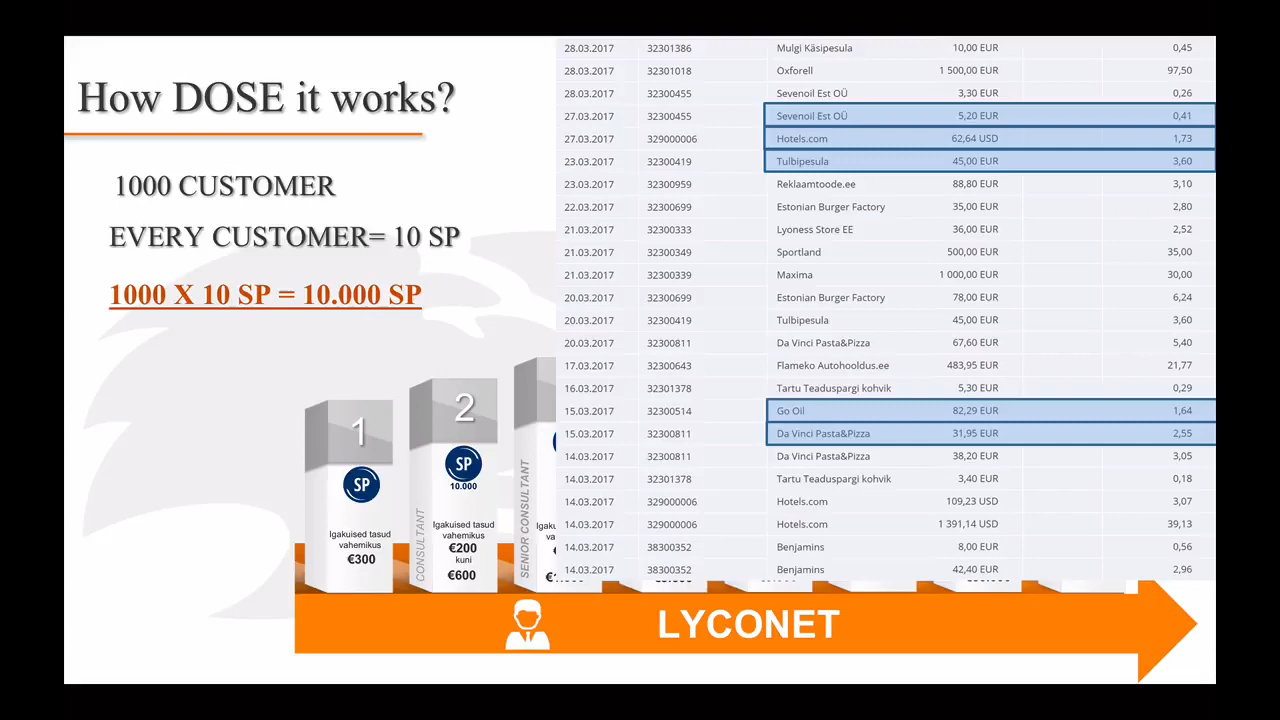 How DOSE it works?
1000 CUSTOMER
EVERY CUSTOMER= 10 SP
1000 X 10 SP = 10.000 SP
28.03.2017 32301386 Mulgi Käsipesula 10,00 EUR 0,45
28.03.2017 32301018 Oxforell 1 500,00 EUR 97,50
28.03.2017 32300455 Sevenoil Est OÜ 3,30 EUR 0,26
27.03.2017 32300455 Sevenoil Est OÜ 5,20 EUR 0,41
27.03.2017 329000006 Hotels.com 62,64 USD 1,73
23.03.2017 32300419 Tulbipesula 45,00 EUR 3,60
23.03.2017 32300959 Reklaamtoode.ee 88,80 EUR 3,10
22.03.2017 32300699 Estonian Burger Factory 35,00 EUR 2,80
21.03.2017 32300333 Lyoness Store EE 36,00 EUR 2,52
21.03.2017 32300349 Sportland 500,00 EUR 35,00
21.03.2017 32300339 Maxima 1 000,00 EUR 30,00
20.03.2017 32300699 Estonian Burger Factory 78,00 EUR 6,24
20.03.2017 32300419 Tulbipesula 45,00 EUR 3,60
20.03.2017 32300811 Da Vinci Pasta&Pizza 67,60 EUR 5,40
17.03.2017 32300643 Flameko Autohooldus.ee 483,95 EUR 21,77
16.03.2017 32301378 Tartu Teaduspargi kohvik 5,30 EUR 0,29
15.03.2017 32300514 Go Oil 82,29 EUR 1,64
15.03.2017 32300811 Da Vinci Pasta&Pizza 31,95 EUR 2,55
14.03.2017 32300811 Da Vinci Pasta&Pizza 38,20 EUR 3,05
14.03.2017 32301378 Tartu Teaduspargi kohvik 3,40 EUR 0,18
14.03.2017 329000006 Hotels.com 109,23 USD 3,07
14.03.2017 329000006 Hotels.com 1 391,14 USD 39,13
14.03.2017 38300352 Benjamins 8,00 EUR 0,56
14.03.2017 38300352 Benjamins 42,40 EUR 2,96
1
SP
Igakuised tasud
vahemikus
€300
CONSULTANT
2
SP
10.000
Igakuised tasud
vahemikus
€200
kuni
€600
SENIOR CONSULTANT
LYCONET